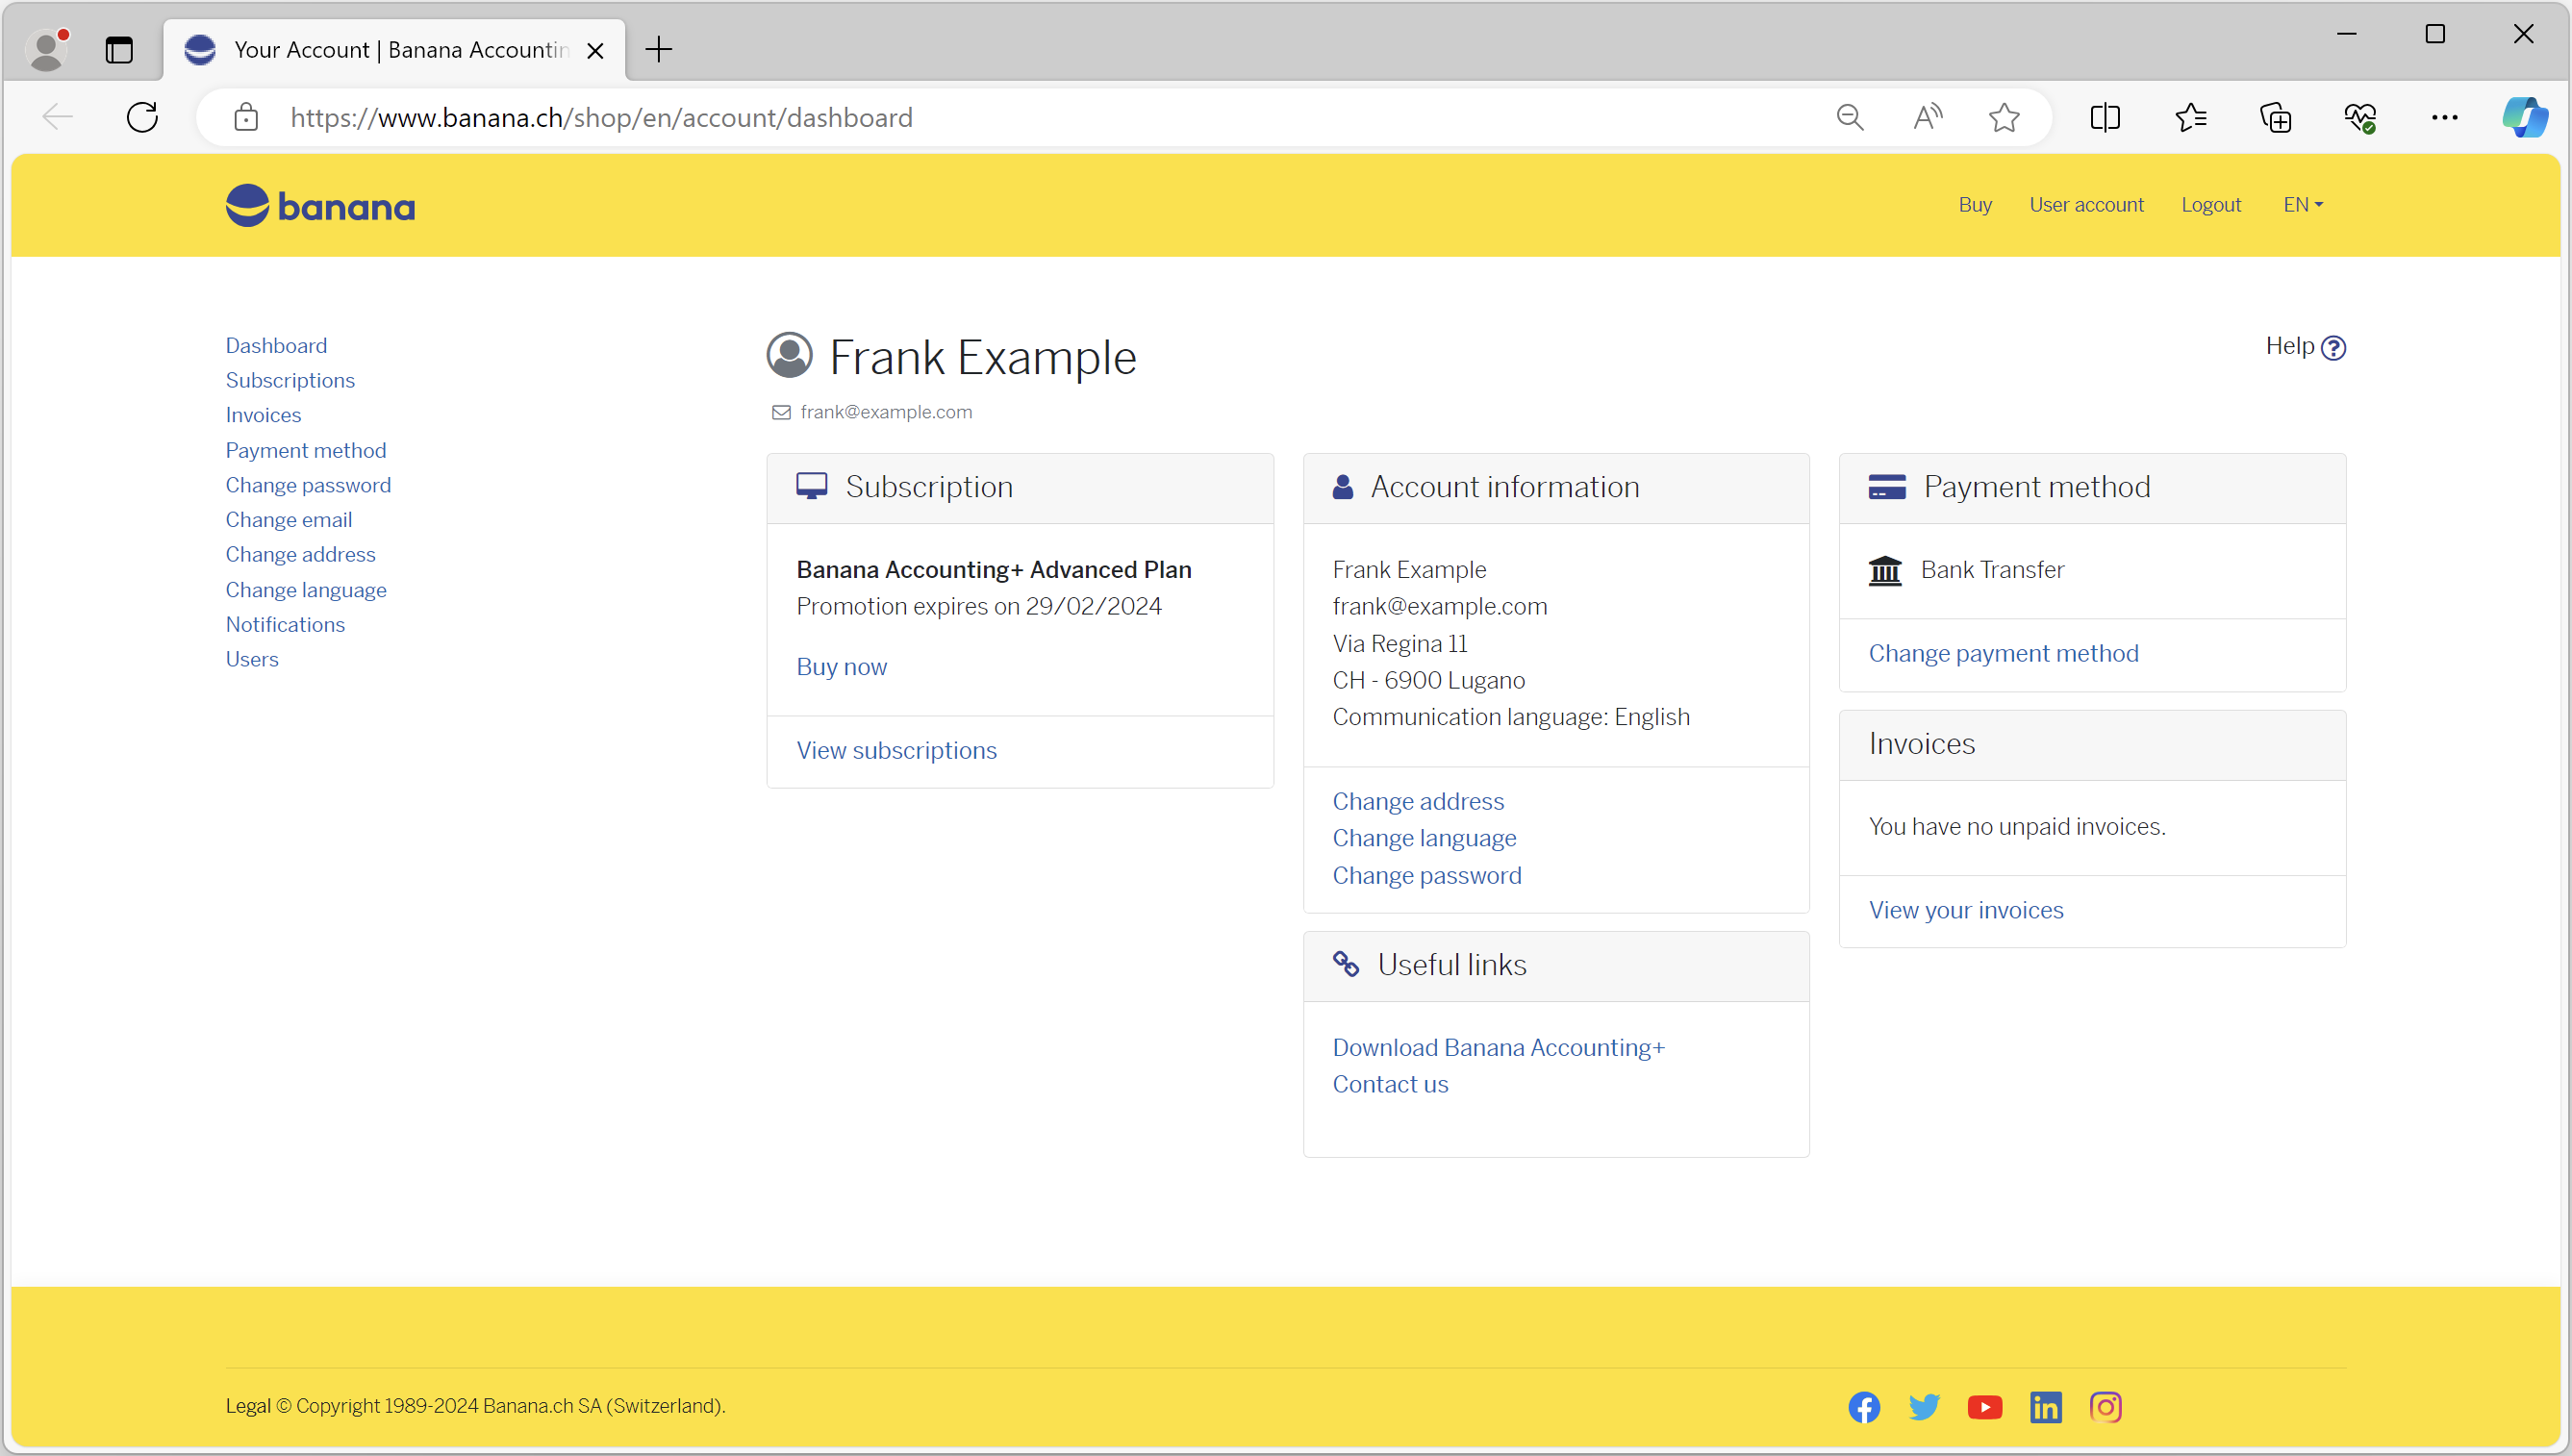 Your Account | Banana Accountin
https://www.banana.ch/shop/en/account/dashboard
banana
Buy
User account
Logout
EN
Dashboard
Subscriptions
Invoices
Payment method
Change password
Change email
Change address
Change language
Notifications
Users
Frank Example
Help ?
frank@example.com
Subscription
Banana Accounting+ Advanced Plan
Promotion expires on 29/02/2024
Buy now
View subscriptions
Account information
Frank Example
frank@example.com
Via Regina 11
CH - 6900 Lugano
Communication language: English
Change address
Change language
Change password
Useful links
Download Banana Accounting+
Contact us
Payment method
Bank Transfer
Change payment method
Invoices
You have no unpaid invoices.
View your invoices
Legal © Copyright 1989-2024 Banana.ch SA (Switzerland).